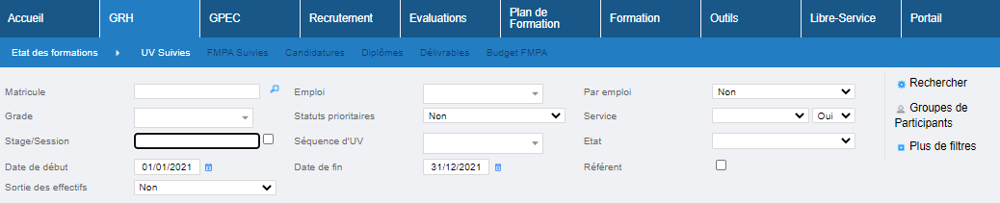 Accueil GRH GPEC Recrutement Evaluations Plan de Formation Formation Outils Libre-Service Portail
Etat des formations UV Suivies FMPA Suivies Candidatures Diplômes Délivrables Budget FMPA
Matricule Emploi Par emploi Non Rechercher
Grade Statuts prioritaires Non Service Oui Groupes de Participants
Stage/Session Séquence d'UV Etat Plus de filtres
Date de début 01/01/2021 Date de fin 31/12/2021 Référent
Sortie des effectifs Non